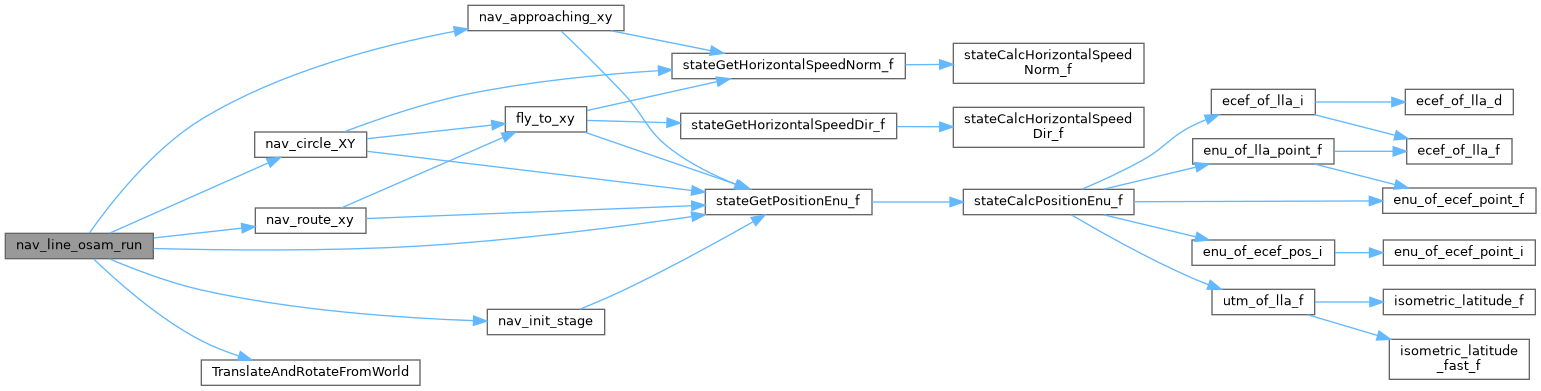 nav_line_osam_run
nav_approaching_xy
nav_circle_XY
nav_route_xy
nav_init_stage
TranslateAndRotateFromWorld
fly_to_xy
stateGetHorizontalSpeedNorm_f
stateGetHorizontalSpeedDir_f
stateGetPositionEnu_f
stateCalcHorizontalSpeed
Norm_f
stateCalcHorizontalSpeed
Dir_f
stateCalcPositionEnu_f
ecef_of_lla_i
enu_of_lla_point_f
enu_of_ecef_pos_i
utm_of_lla_f
ecef_of_lla_d
ecef_of_lla_f
enu_of_ecef_point_f
enu_of_ecef_point_i
isometric_latitude_f
isometric_latitude
_fast_f